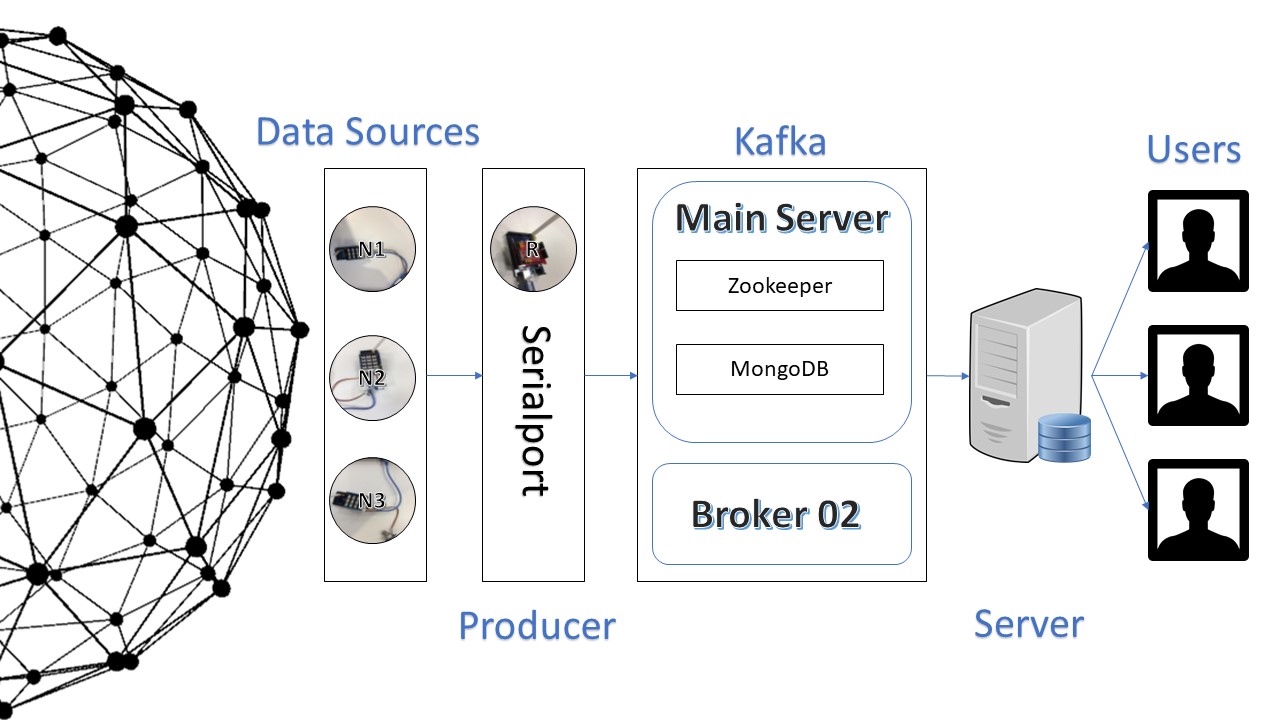 Data Sources
N1
N2
N3
R
Serialport
Producer
Kafka
Main Server
Zookeeper
MongoDB
Broker 02
Server
Users